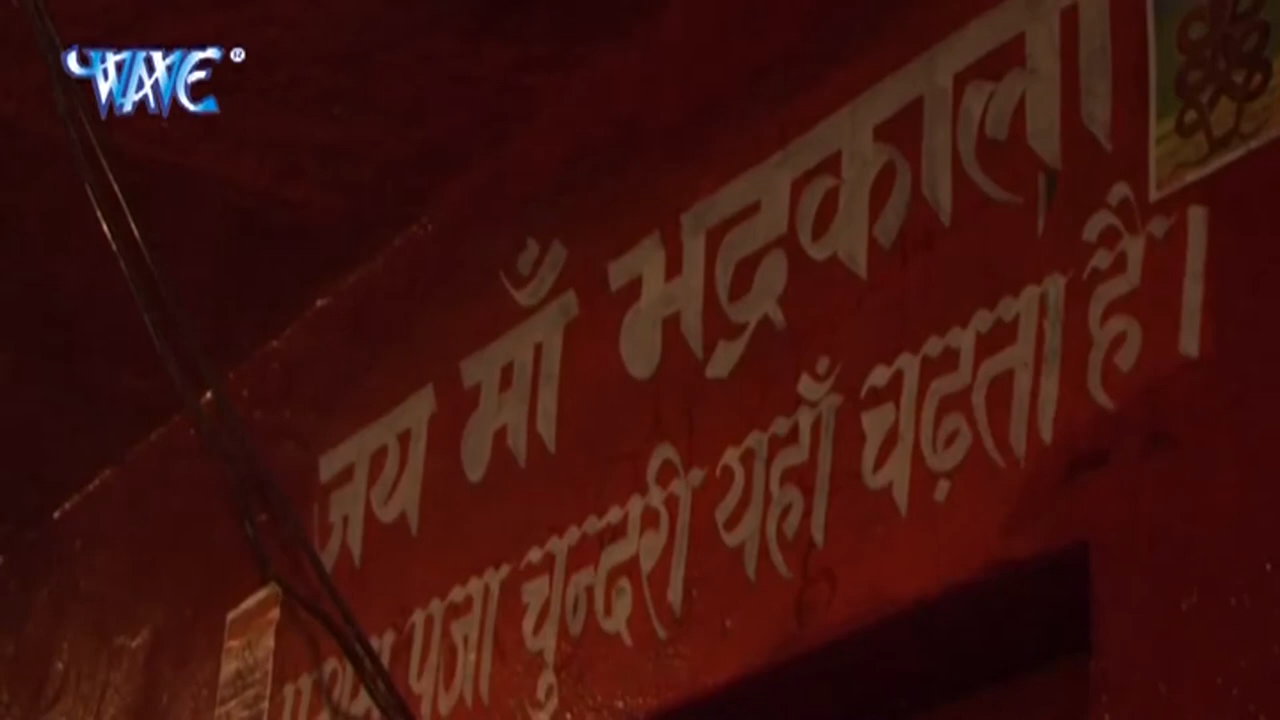 WAVE
जय माँ भद्रकाली
पूजा चुन्दरी यहाँ चढ़ता है।